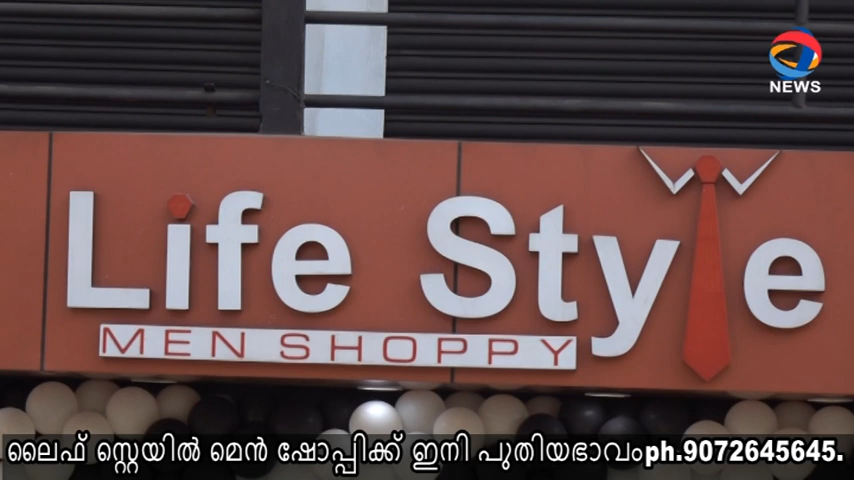 NEWS
Life Style
MEN SHOPPY
ലൈഫ് സ്റ്റെയിൽ മെൻ ഷോപ്പിക്ക് ഇനി പുതിയഭാവംph.9072645645.